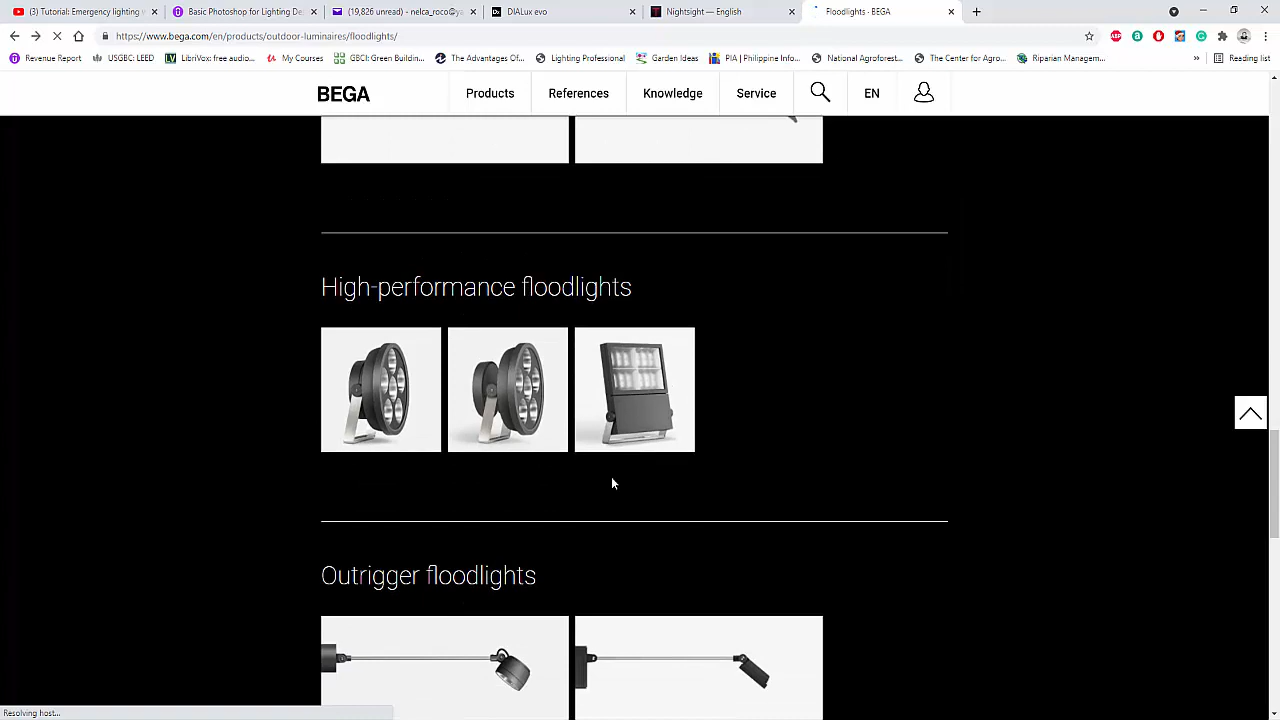 (3) Tutorial: Emergency lighting w
Basic Photoshop for Lighting De
(19,826 unread) - nelca_roco@y
DIALux evo
Nightsight — English
Floodlights · BEGA
https://www.bega.com/en/products/outdoor-luminaires/floodlights/
Revenue Report
USGBC: LEED
LibriVox: free audio...
My Courses
GBCI: Green Building...
The Advantages Of...
Lighting Professional
Garden Ideas
PIA | Philippine Info...
National Agroforest...
The Center for Agro...
Riparian Managem...
»
Reading list
BEGA
Products
References
Knowledge
Service
EN
High-performance floodlights
Outrigger floodlights
Resolving host...